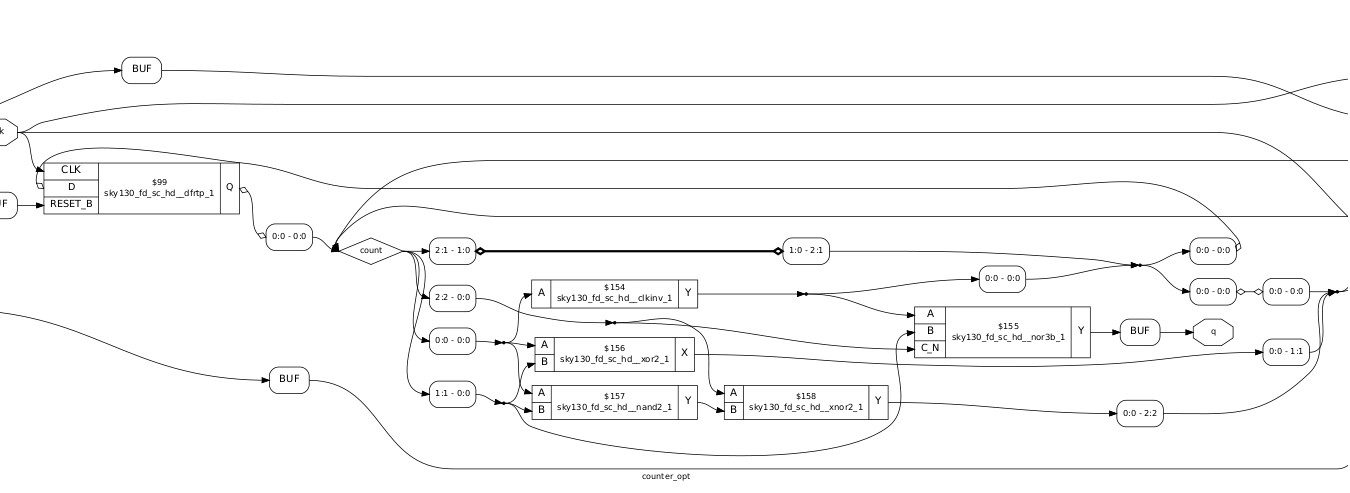 BUF
k
CLK
D
RESET_B
$99
sky130_fd_sc_hd__dfrtp_1
Q
UF
0:0 - 0:0
count
2:1 - 1:0
1:0 - 2:1
0:0 - 0:0
0:0 - 0:0
2:2 - 0:0
A
$154
sky130_fd_sc_hd__clkinv_1
Y
0:0 - 0:0
0:0 - 0:0
A
B
C_N
$155
sky130_fd_sc_hd__nor3b_1
Y
BUF
q
0:0 - 0:0
A
B
$156
sky130_fd_sc_hd__xor2_1
X
0:0 - 1:1
BUF
1:1 - 0:0
A
B
$157
sky130_fd_sc_hd__nand2_1
Y
A
B
$158
sky130_fd_sc_hd__xnor2_1
Y
0:0 - 2:2
counter_opt